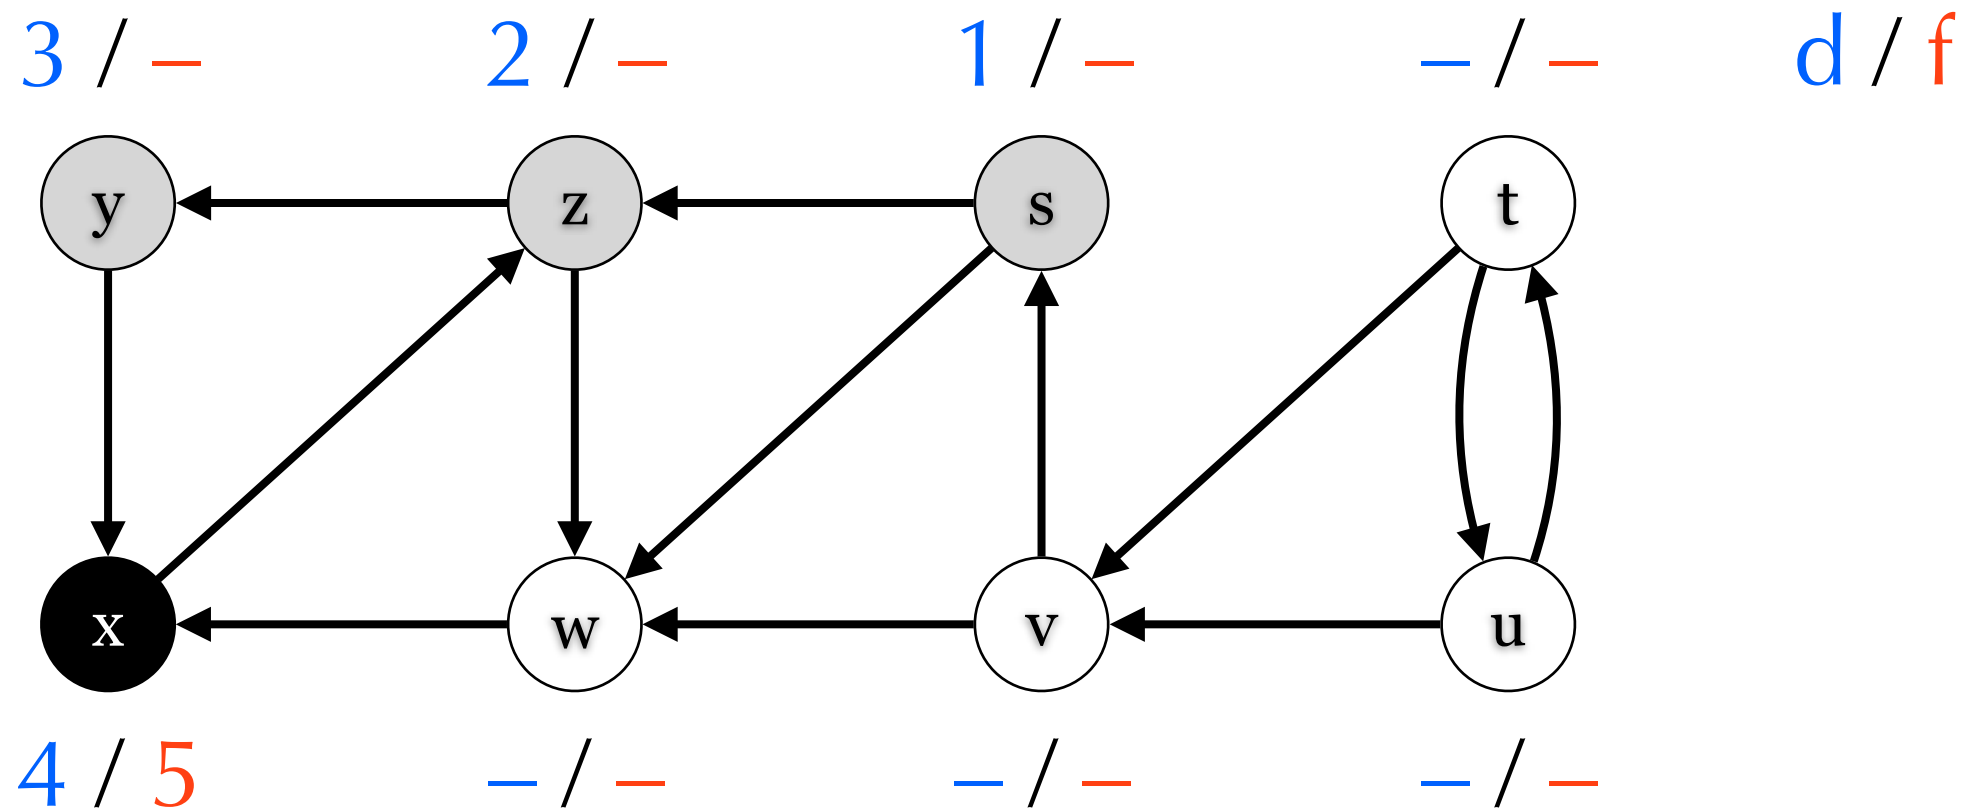 3 / – 2 / – 1 / – – / – d / f
y z s t
x w v u
4 / 5 – / – – / – – / –